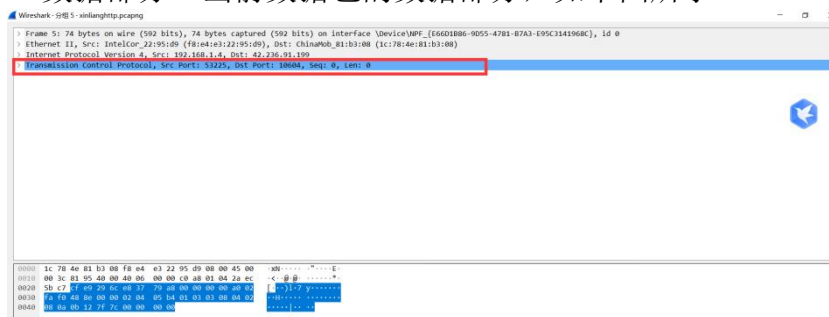 Wireshark · 分组 5 · xinlianghttp.pcapng
> Frame 5: 74 bytes on wire (592 bits), 74 bytes captured (592 bits) on interface \Device\NPF_{E66D1B86-9D55-4781-B7A3-E95C3141968C}, id 0
> Ethernet II, Src: IntelCor_22:95:d9 (f8:e4:e3:22:95:d9), Dst: ChinaMob_81:b3:08 (1c:78:4e:81:b3:08)
> Internet Protocol Version 4, Src: 192.168.1.4, Dst: 42.236.91.199
> Transmission Control Protocol, Src Port: 53225, Dst Port: 10604, Seq: 0, Len: 0
0000 1c 78 4e 81 b3 08 f8 e4 e3 22 95 d9 08 00 45 00 ·xN····· ·"····E·
0010 00 3c 81 95 40 00 40 06 00 00 c0 a8 01 04 2a ec ·<··@·@· ······*·
0020 5b c7 cf e9 29 6c e8 37 79 a8 00 00 00 00 a0 02 [···)l·7 y·······
0030 fa f0 48 8e 00 00 02 04 05 b4 01 03 03 08 04 02 ··H····· ········
0040 08 0a 0b 12 7f 7c 00 00 00 00 ·····|·· ··